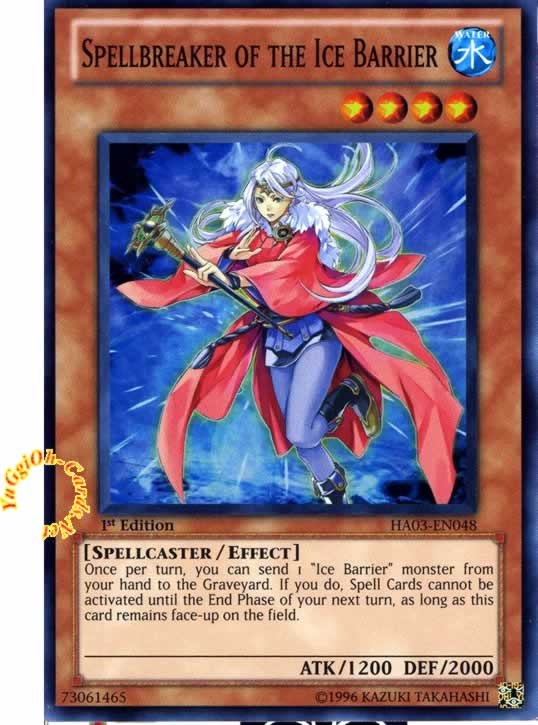 SPELLBREAKER OF THE ICE BARRIER
WATER
水
YuGgiOh-Cards.Net
1st Edition
HA03-EN048
[SPELLCASTER / EFFECT]
Once per turn, you can send 1 "Ice Barrier" monster from
your hand to the Graveyard. If you do, Spell Cards cannot be
activated until the End Phase of your next turn, as long as this
card remains face-up on the field.
ATK/1200 DEF/2000
73061465
©1996 KAZUKI TAKAHASHI